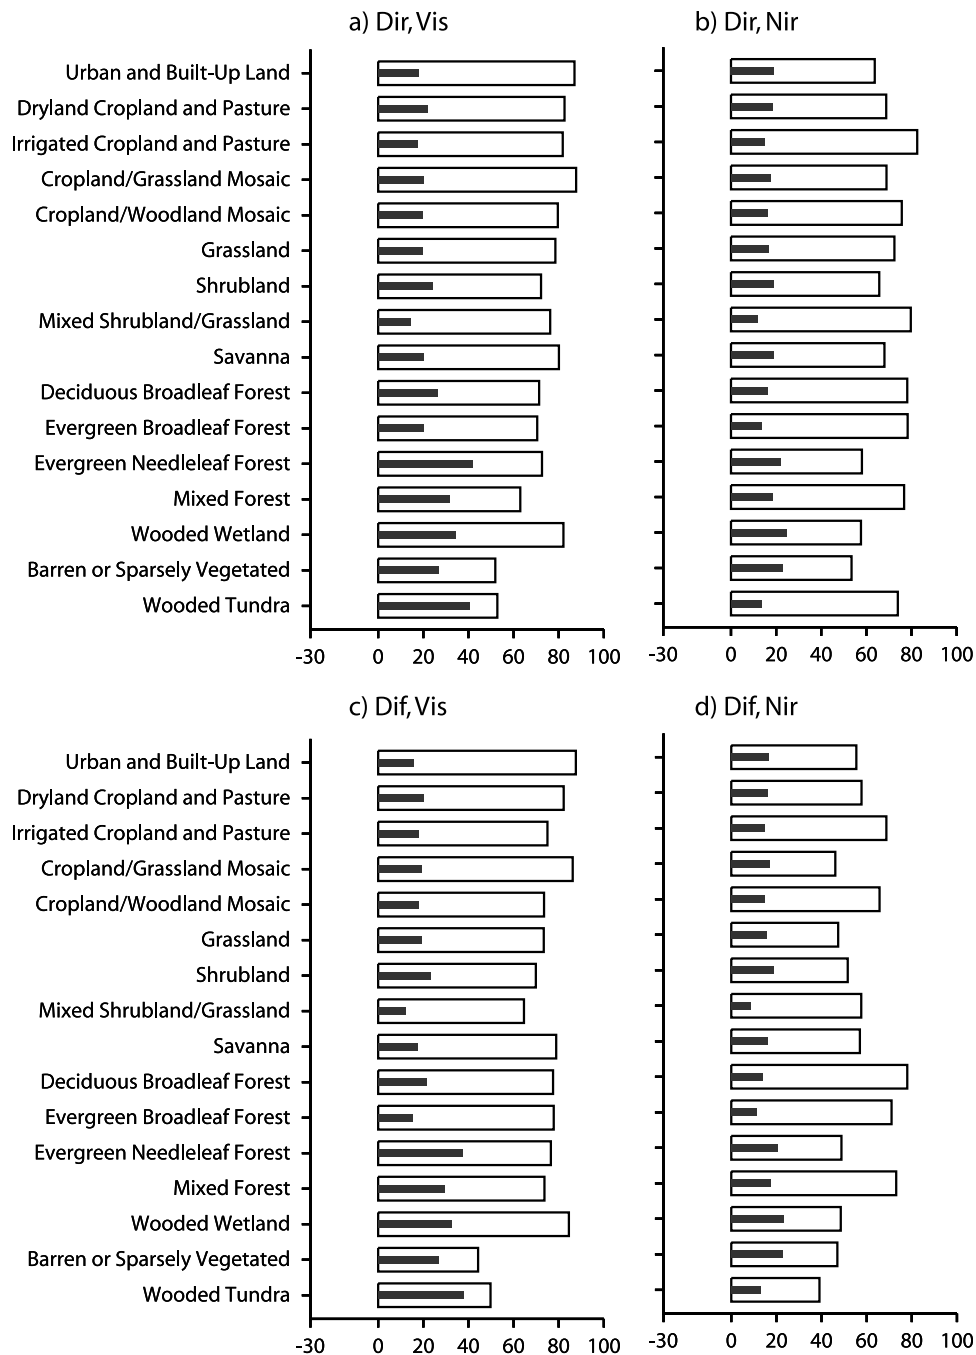 a) Dir, Vis
b) Dir, Nir
Urban and Built-Up Land
Dryland Cropland and Pasture
Irrigated Cropland and Pasture
Cropland/Grassland Mosaic
Cropland/Woodland Mosaic
Grassland
Shrubland
Mixed Shrubland/Grassland
Savanna
Deciduous Broadleaf Forest
Evergreen Broadleaf Forest
Evergreen Needleleaf Forest
Mixed Forest
Wooded Wetland
Barren or Sparsely Vegetated
Wooded Tundra
-30 0 20 40 60 80 100
-30 0 20 40 60 80 100
c) Dif, Vis
d) Dif, Nir
Urban and Built-Up Land
Dryland Cropland and Pasture
Irrigated Cropland and Pasture
Cropland/Grassland Mosaic
Cropland/Woodland Mosaic
Grassland
Shrubland
Mixed Shrubland/Grassland
Savanna
Deciduous Broadleaf Forest
Evergreen Broadleaf Forest
Evergreen Needleleaf Forest
Mixed Forest
Wooded Wetland
Barren or Sparsely Vegetated
Wooded Tundra
-30 0 20 40 60 80 100
-30 0 20 40 60 80 100